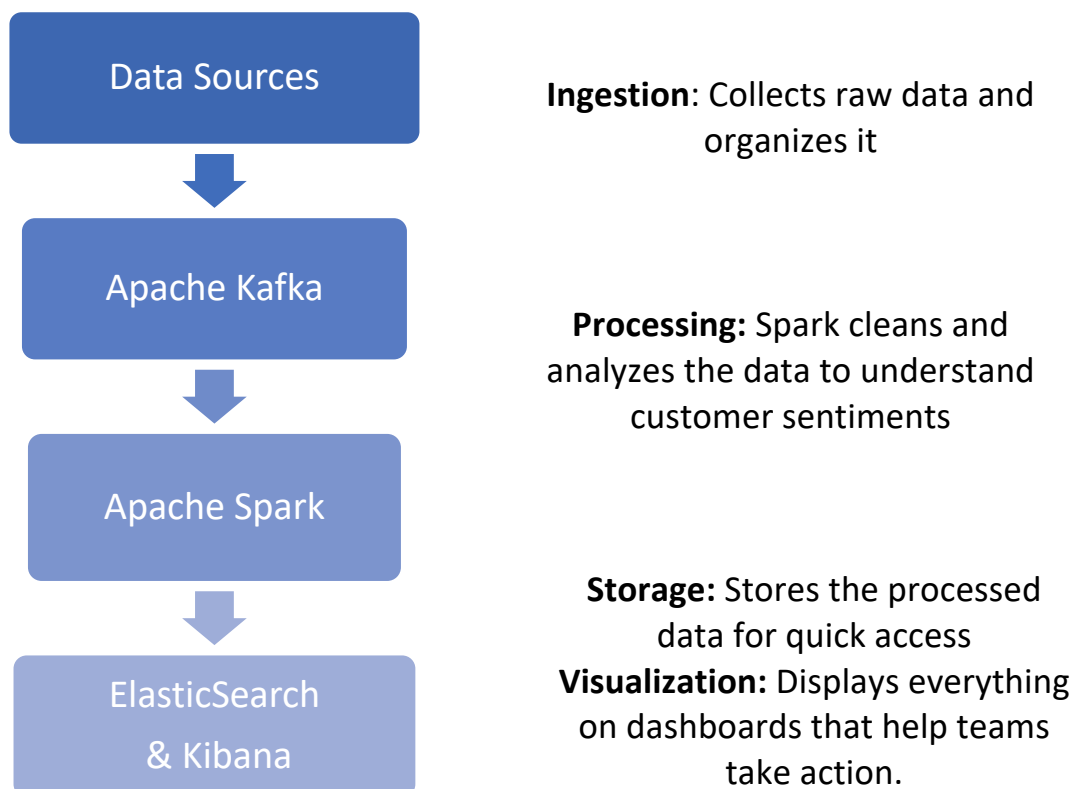 Data Sources
Ingestion: Collects raw data and
organizes it
Apache Kafka
Processing: Spark cleans and
analyzes the data to understand
customer sentiments
Apache Spark
Storage: Stores the processed
data for quick access
ElasticSearch
& Kibana
Visualization: Displays everything
on dashboards that help teams
take action.